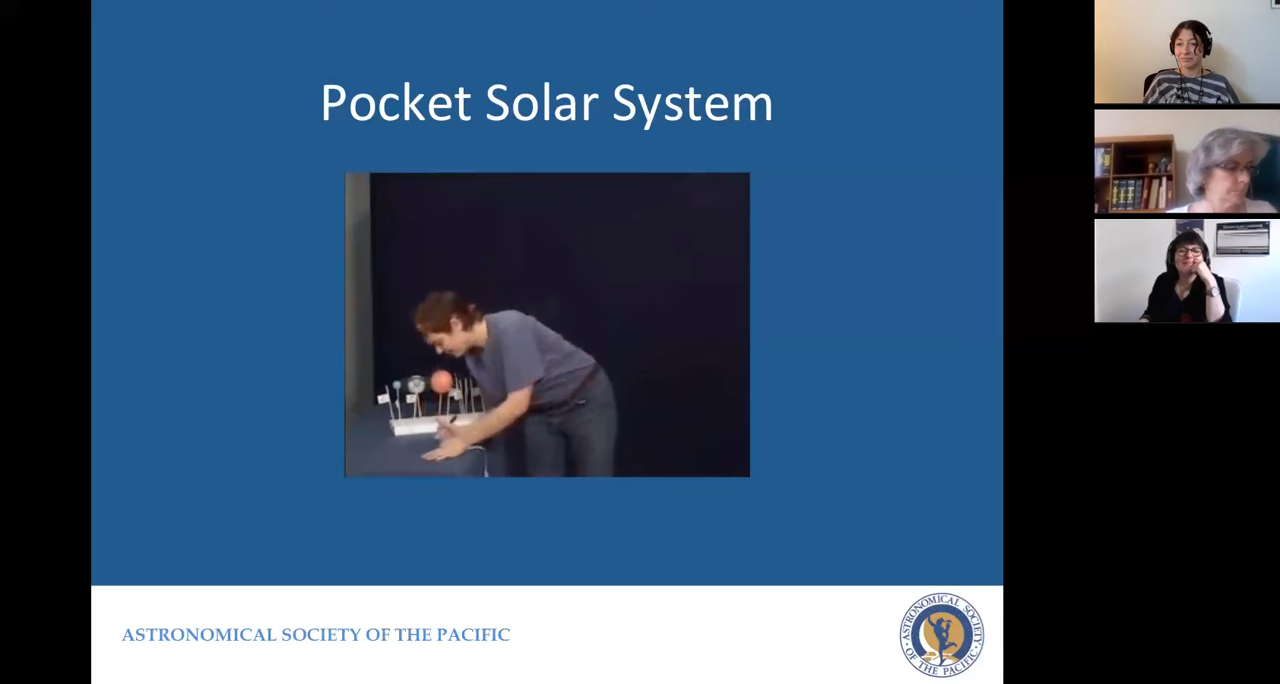 Pocket Solar System
ASTRONOMICAL SOCIETY OF THE PACIFIC
ASTRONOMICAL SOCIETY
OF THE PACIFIC